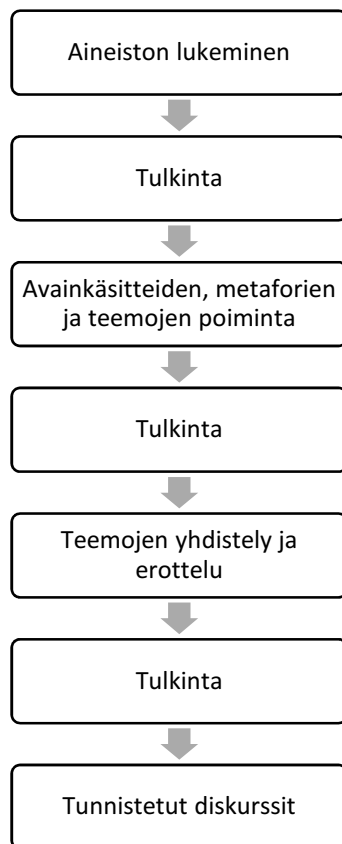 Aineiston lukeminen
Tulkinta
Avainkäsitteiden, metaforien
ja teemojen poiminta
Tulkinta
Teemojen yhdistely ja
erottelu
Tulkinta
Tunnistetut diskurssit